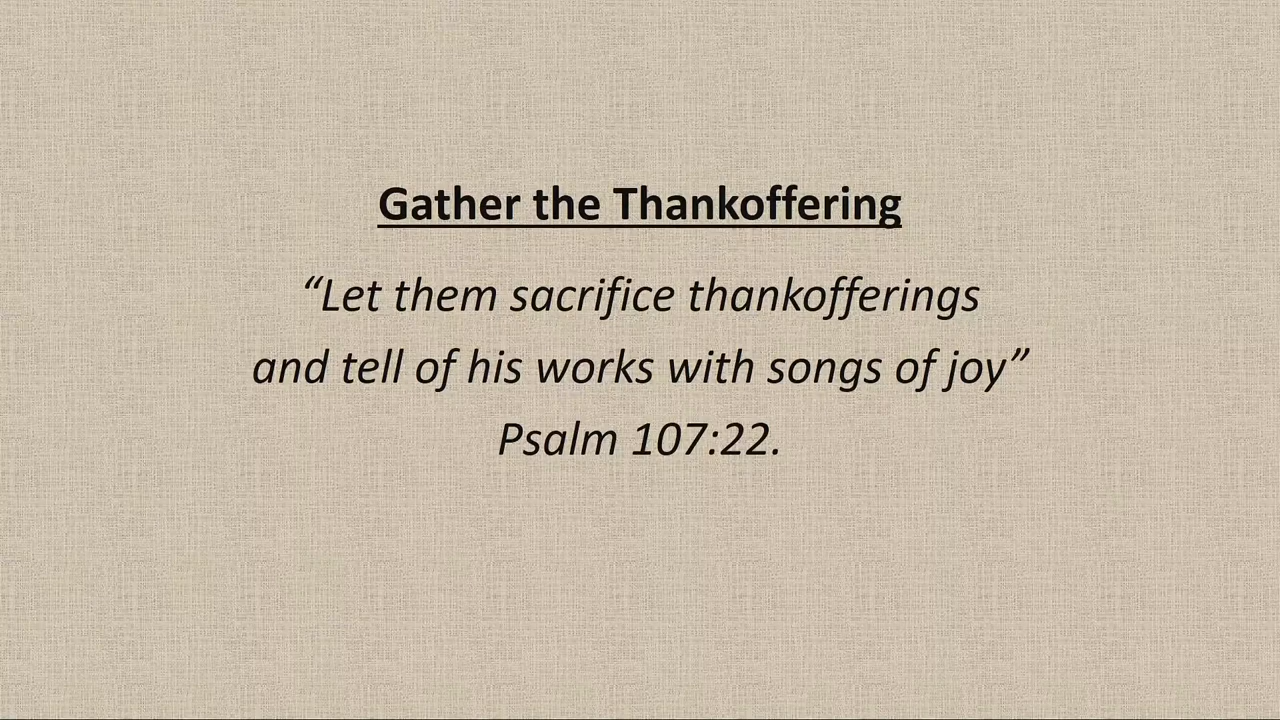 Gather the Thankoffering
“Let them sacrifice thankofferings
and tell of his works with songs of joy”
Psalm 107:22.